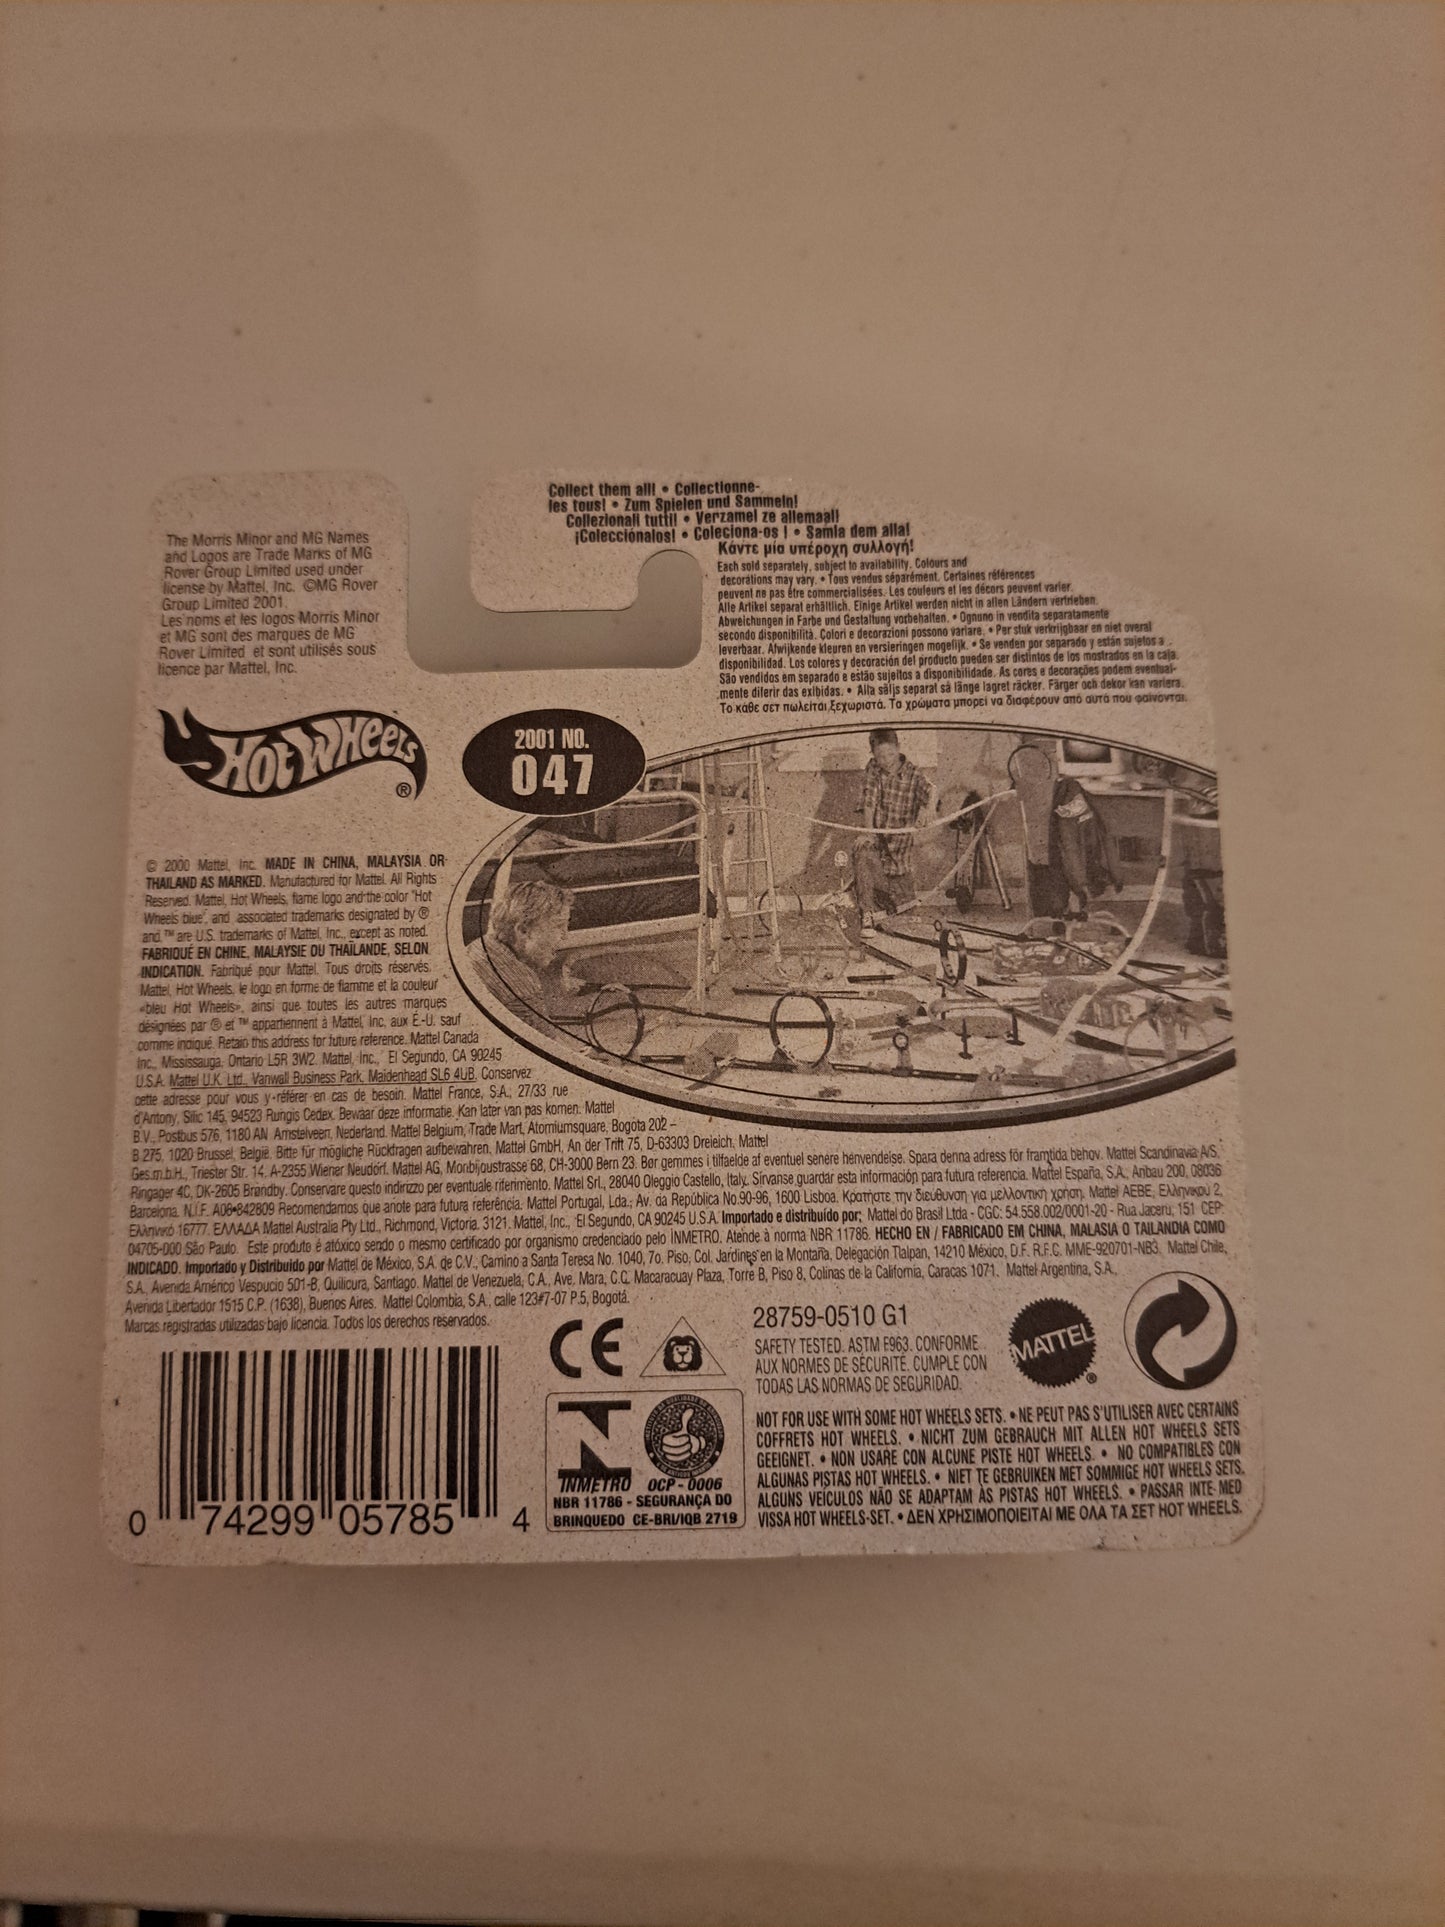 Collect them all! • Collectionne-
les tous! • Zum Spielen und Sammeln!
Collezionali tutti! • Verzamel ze allemaal!
¡Coleccionalos! • Coleciona-os ! • Samla dem alla!
Κάντε μία υπέροχη συλλογή!
Each sold separately, subject to availability. Colours and
decorations may vary. • Tous vendus séparément. Certaines références
peuvent ne pas être commercialisées. Les couleurs et les décors peuvent varier.
Alle Artikel separat erhältlich. Einige Artikel werden nicht in allen Ländern vertrieben.
Abweichungen in Farbe und Gestaltung vorbehalten. • Ognuno in vendita separatamente
secondo disponibilità. Colori e decorazioni possono variare. • Per stuk verkrijgbaar en niet overal
leverbaar. Afwijkende kleuren en versieringen mogelijk. • Se venden por separado y están sujetos a
disponibilidad. Los colores y decoración del producto pueden ser distintos de los mostrados en la caja.
São vendidos em separado e estão sujeitos a disponibilidade. As cores e decorações podem eventual-
mente diferir das exibidas. • Alla säljs separat så länge lagret räcker. Färger och dekor kan variera.
Το κάθε σετ πωλείται ξεχωριστά. Τα χρώματα μπορεί να διαφέρουν από αυτά που φαίνονται.
The Morris Minor and MG Names
and Logos are Trade Marks of MG
Rover Group Limited used under
license by Mattel, Inc. ©MG Rover
Group Limited 2001.
Les noms et les logos Morris Minor
et MG sont des marques de MG
Rover Limited et sont utilisés sous
licence par Mattel, Inc.
Hot Wheels ®
2001 NO.
047
© 2000 Mattel, Inc. MADE IN CHINA, MALAYSIA OR
THAILAND AS MARKED. Manufactured for Mattel. All Rights
Reserved. Mattel, Hot Wheels, flame logo and the color "Hot
Wheels blue", and associated trademarks designated by ®
and ™ are U.S. trademarks of Mattel, Inc., except as noted.
FABRIQUÉ EN CHINE, MALAYSIE OU THAÏLANDE, SELON
INDICATION. Fabriqué pour Mattel. Tous droits réservés.
Mattel, Hot Wheels, le logo en forme de flamme et la couleur
«bleu Hot Wheels», ainsi que toutes les autres marques
désignées par ® et ™ appartiennent à Mattel, Inc. aux É.-U. sauf
comme indiqué. Retain this address for future reference. Mattel Canada
Inc., Mississauga, Ontario L5R 3W2. Mattel, Inc., El Segundo, CA 90245
U.S.A. Mattel U.K. Ltd., Vanwall Business Park, Maidenhead SL6 4UB. Conservez
cette adresse pour vous y référer en cas de besoin. Mattel France, S.A., 27/33 rue
d'Antony, Silic 145, 94523 Rungis Cedex. Bewaar deze informatie. Kan later van pas komen. Mattel
B.V., Postbus 576, 1180 AN Amstelveen, Nederland. Mattel Belgium, Trade Mart, Atomiumsquare, Bogota 202 –
B 275, 1020 Brussel, België. Bitte für mögliche Rückfragen aufbewahren. Mattel GmbH, An der Trift 75, D-63303 Dreieich. Mattel
Ges.m.b.H., Triester Str. 14, A-2355 Wiener Neudorf. Mattel AG, Monbijoustrasse 68, CH-3000 Bern 23. Bør gemmes i tilfælde af eventuel senere henvendelse. Spara denna adress för framtida behov. Mattel Scandinavia A/S,
Ringager 4C, DK-2605 Brøndby. Conservare questo indirizzo per eventuale riferimento. Mattel Srl., 28040 Oleggio Castello, Italy. Sírvanse guardar esta información para futura referencia. Mattel España, S.A., Aribau 200, 08036
Barcelona. N.I.F. A08-842809 Recomendamos que anote para futura referência. Mattel Portugal, Lda., Av. da República No.90-96, 1600 Lisboa. Κρατήστε την διεύθυνση για μελλοντική χρήση. Mattel AEBE, Ελληνικού 2,
Ελληνικό 16777. ΕΛΛΑΔΑ Mattel Australia Pty Ltd., Richmond, Victoria. 3121. Mattel, Inc., El Segundo, CA 90245 U.S.A. Importado e distribuído por: Mattel do Brasil Ltda - CGC: 54.558.002/0001-20 - Rua Jaceru, 151 CEP:
04705-000 São Paulo. Este produto é atóxico sendo o mesmo certificado por organismo credenciado pelo INMETRO. Atende à norma NBR 11786. HECHO EN / FABRICADO EM CHINA, MALASIA O TAILANDIA COMO
INDICADO. Importado y Distribuido por Mattel de México, S.A. de C.V., Camino a Santa Teresa No. 1040, 7o. Piso, Col. Jardines en la Montaña, Delegación Tlalpan, 14210 México, D.F. R.F.C. MME-920701-NB3. Mattel Chile,
S.A., Avenida Américo Vespucio 501-B, Quilicura, Santiago. Mattel de Venezuela, C.A., Ave. Mara, C.C. Macaracuay Plaza, Torre B, Piso 8, Colinas de la California, Caracas 1071. Mattel Argentina, S.A.,
Avenida Libertador 1515 C.P. (1638), Buenos Aires. Mattel Colombia, S.A., calle 123#7-07 P.5, Bogotá.
Marcas registradas utilizadas bajo licencia. Todos los derechos reservados.
CE
28759-0510 G1
SAFETY TESTED. ASTM F963. CONFORME
AUX NORMES DE SÉCURITÉ. CUMPLE CON
TODAS LAS NORMAS DE SEGURIDAD.
MATTEL ®
INMETRO OCP - 0006
NBR 11786 - SEGURANÇA DO
BRINQUEDO CE-BRI/IQB 2719
NOT FOR USE WITH SOME HOT WHEELS SETS. • NE PEUT PAS S'UTILISER AVEC CERTAINS
COFFRETS HOT WHEELS. • NICHT ZUM GEBRAUCH MIT ALLEN HOT WHEELS SETS
GEEIGNET. • NON USARE CON ALCUNE PISTE HOT WHEELS. • NO COMPATIBLES CON
ALGUNAS PISTAS HOT WHEELS. • NIET TE GEBRUIKEN MET SOMMIGE HOT WHEELS SETS.
ALGUNS VEÍCULOS NÃO SE ADAPTAM ÀS PISTAS HOT WHEELS. • PASSAR INTE MED
VISSA HOT WHEELS-SET. • ΔΕΝ ΧΡΗΣΙΜΟΠΟΙΕΙΤΑΙ ΜΕ ΟΛΑ ΤΑ ΣΕΤ HOT WHEELS.
0 74299 05785 4